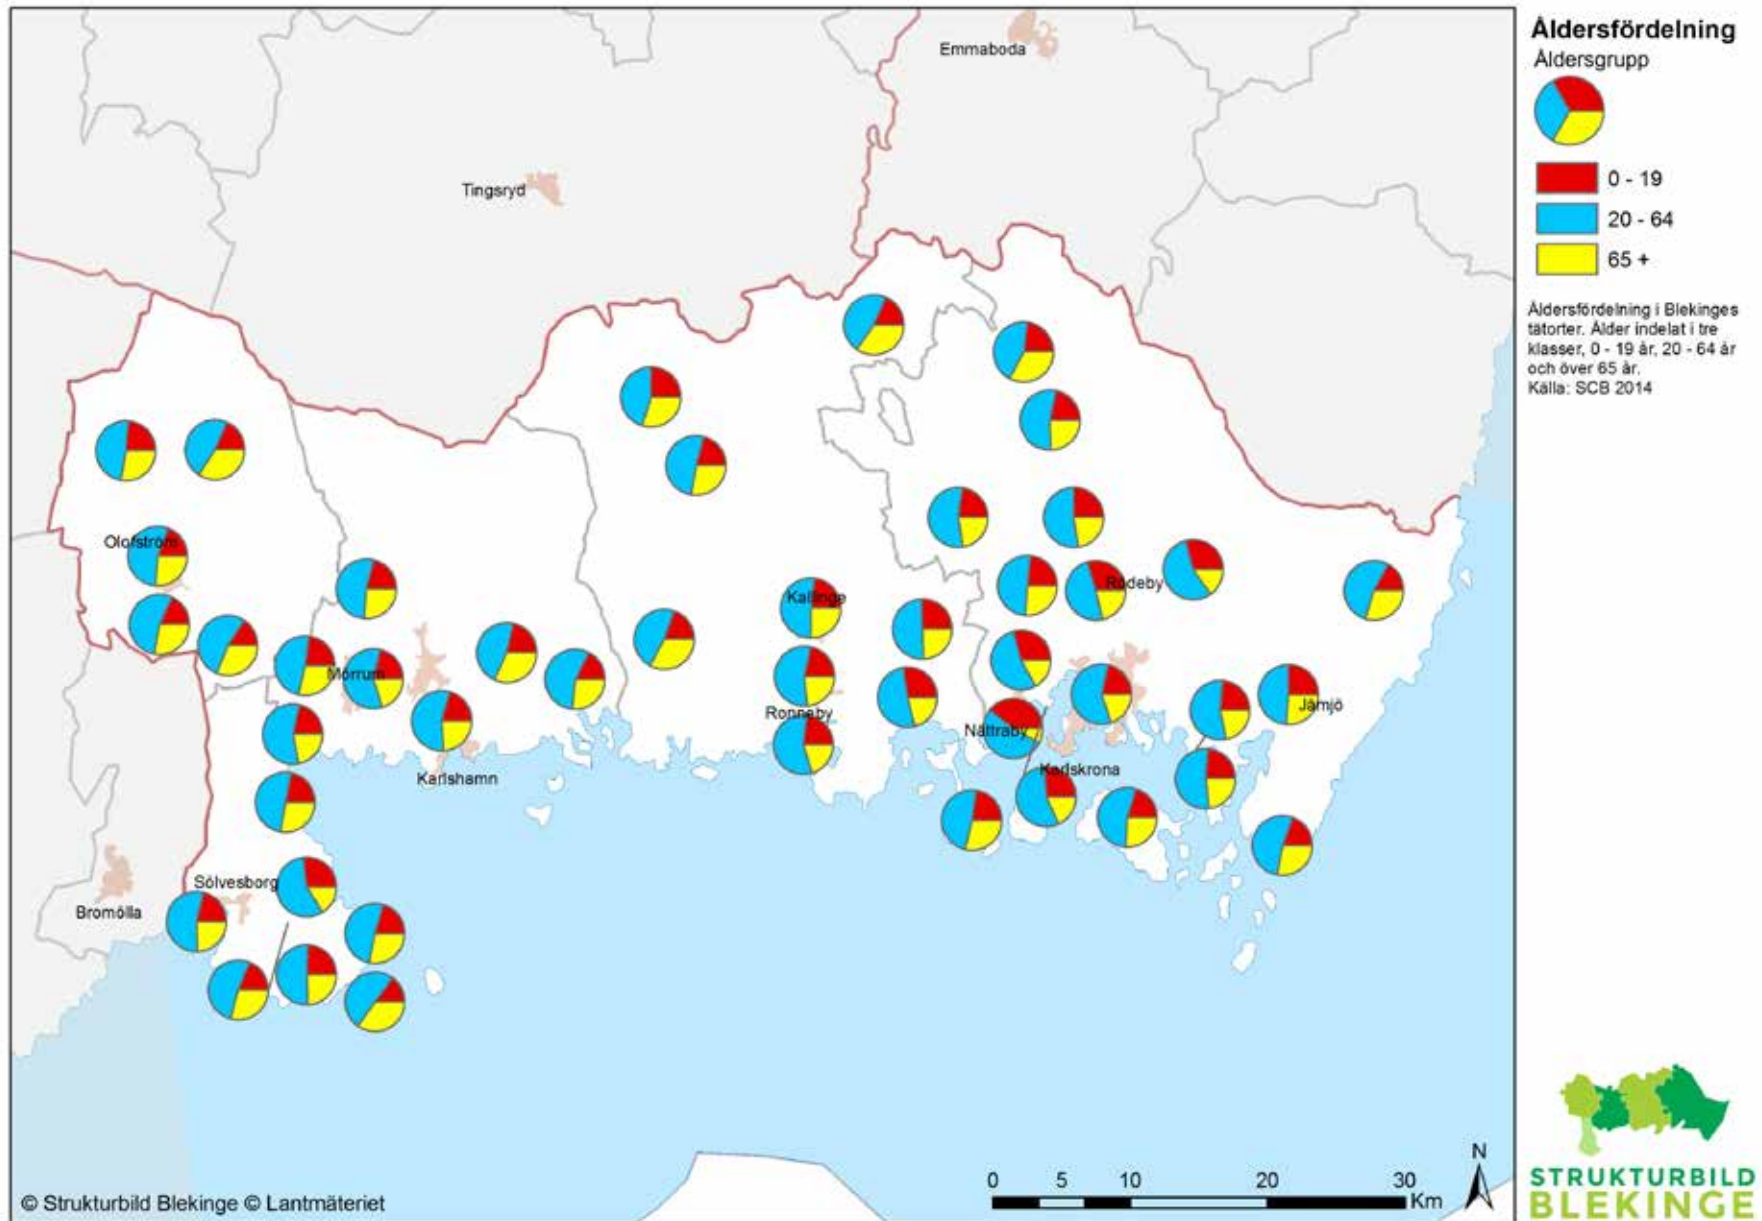 Emmaboda
Tingsryd
Olofström
Mörrum
Karlshamn
Kallinge
Ronneby
Rödeby
Nättraby
Jämjö
Karlskrona
Sölvesborg
Bromölla
© Strukturbild Blekinge © Lantmäteriet
0 5 10 20 30
Km
N
Åldersfördelning
Åldersgrupp
0 - 19
20 - 64
65 +
Åldersfördelning i Blekinges
tätorter. Ålder indelat i tre
klasser, 0 - 19 år, 20 - 64 år
och över 65 år.
Källa: SCB 2014
STRUKTURBILD
BLEKINGE